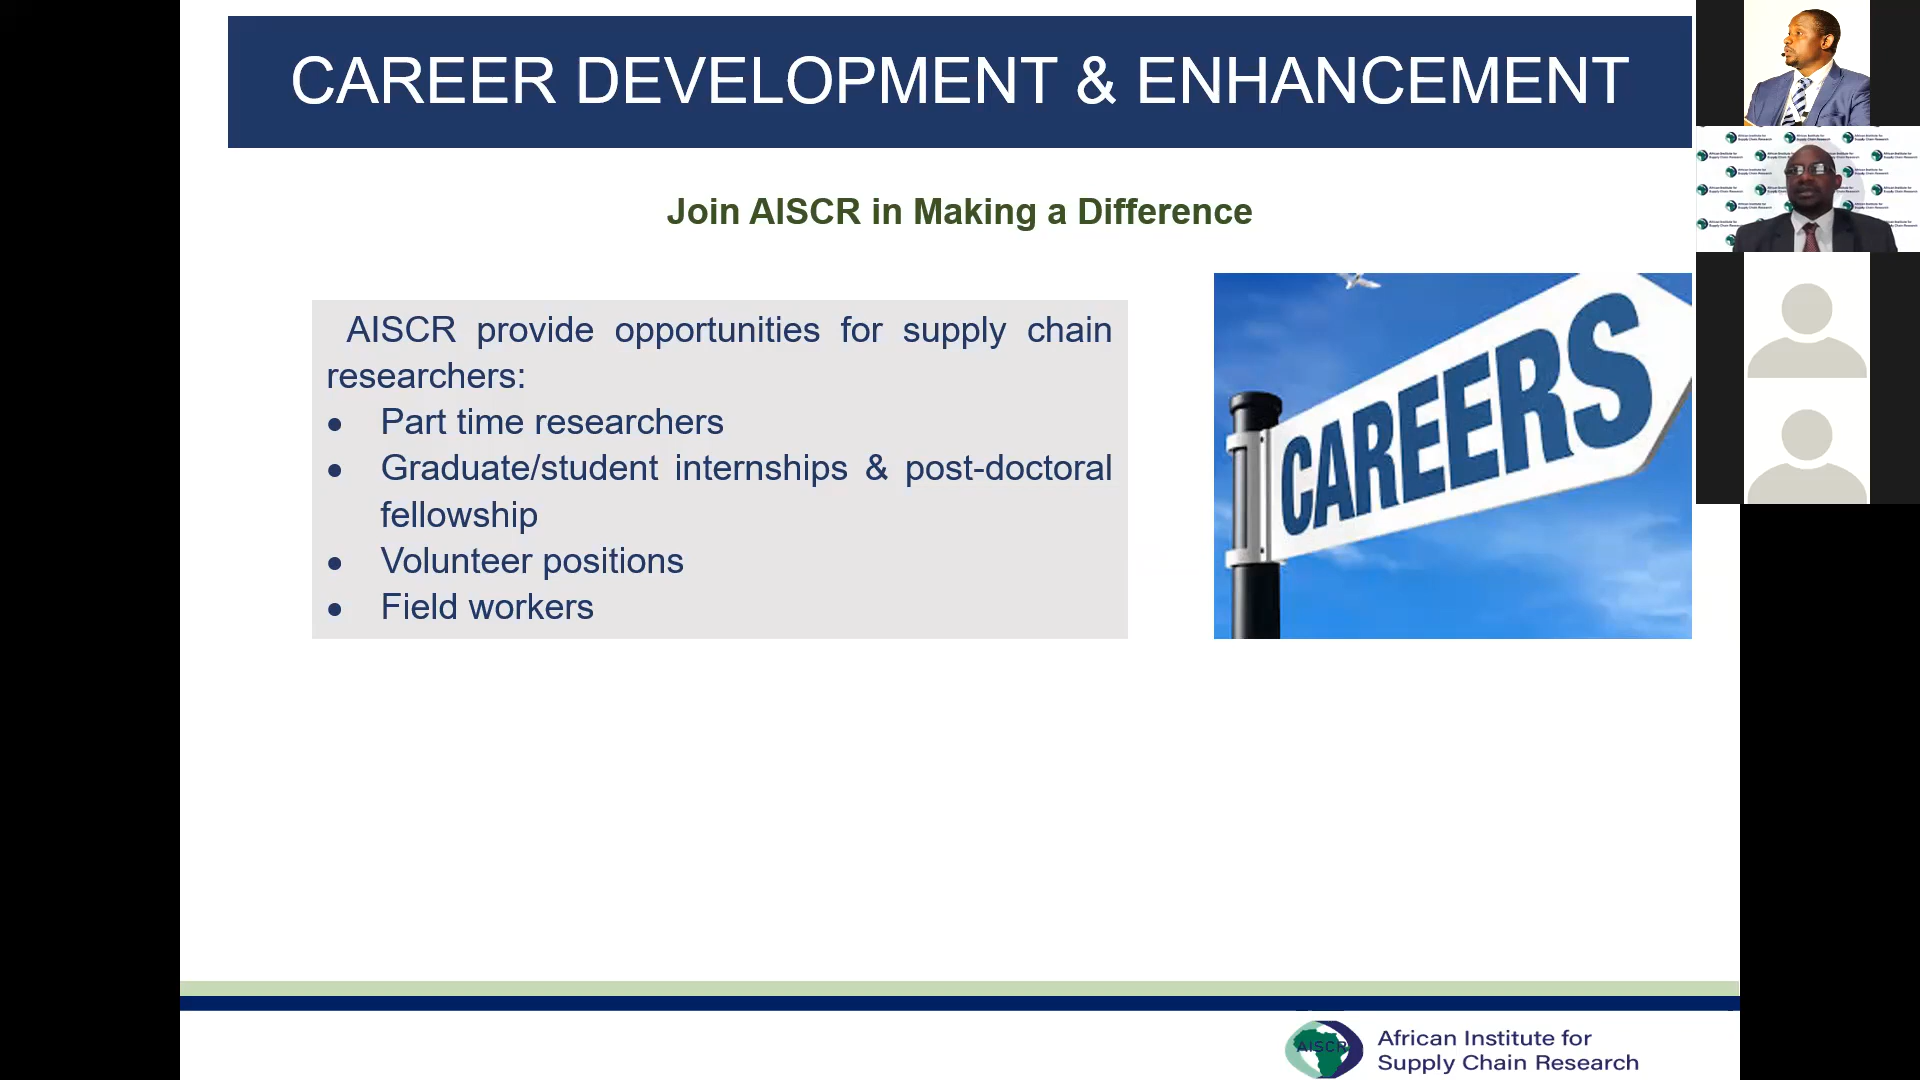 CAREER DEVELOPMENT & ENHANCEMENT
Join AISCR in Making a Difference
AISCR provide opportunities for supply chain
researchers:
• Part time researchers
• Graduate/student internships & post-doctoral
fellowship
• Volunteer positions
• Field workers
CAREERS
AISCR
African Institute for
Supply Chain Research